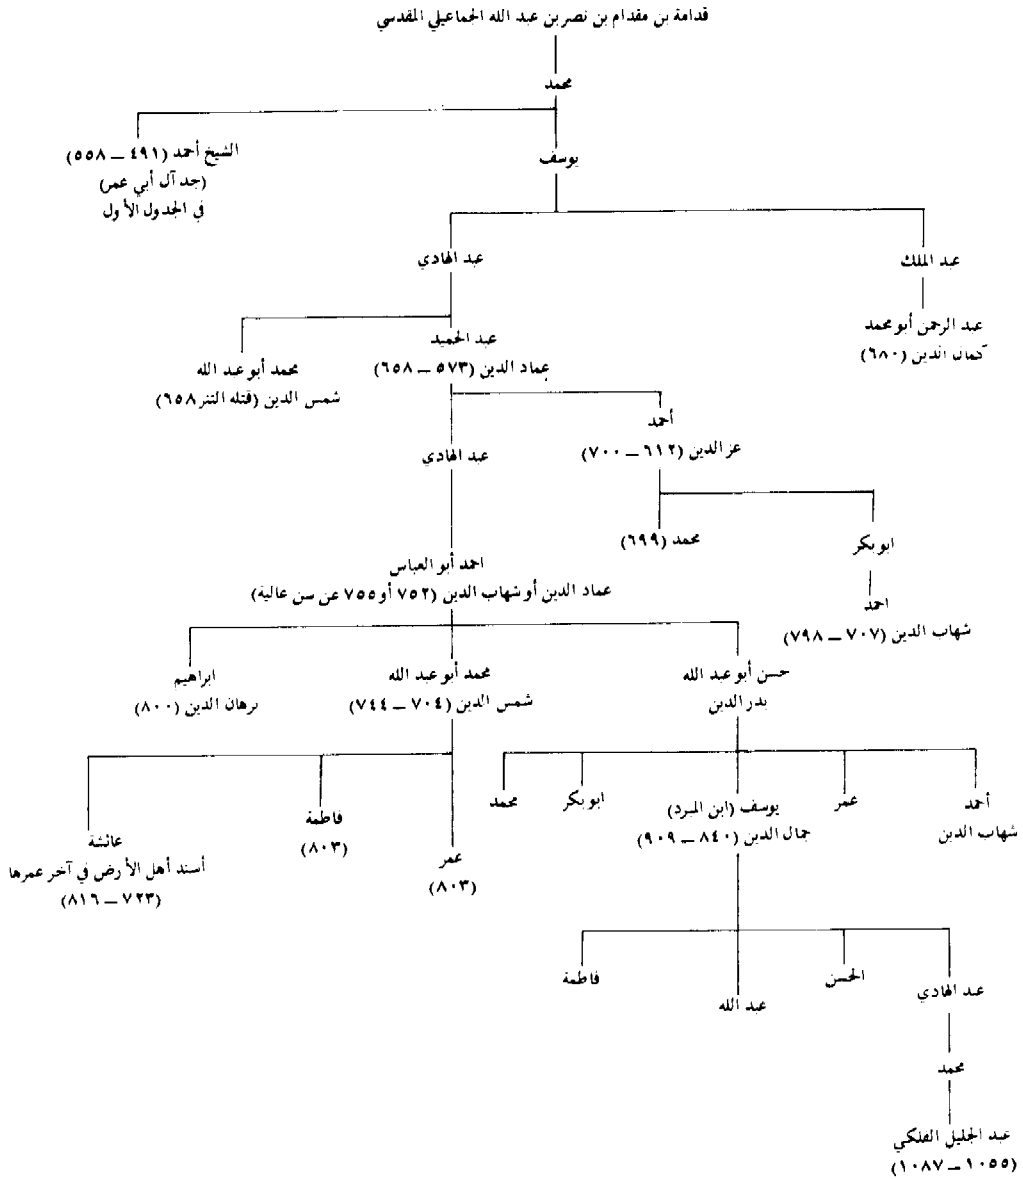 قدامة بن مقدام بن نصر بن عبد الله الجماعيلي المقدسي
محمد
يوسف
الشيخ أحمد (٤٩١ – ٥٥٨)
(جد آل أبي عمر)
في الجدول الأول
عبد الملك
عبد الهادي
عبد الرحمن أبو محمد
كمال الدين (٦٨٠)
عبد الحميد
عماد الدين (٥٧٣ – ٦٥٨)
محمد أبو عبد الله
شمس الدين (قتله التتر ٦٥٨)
أحمد
عز الدين (٦١٢ – ٧٠٠)
عبد الهادي
ابو بكر
محمد (٦٩٩)
احمد
شهاب الدين (٧٠٧ – ٧٩٨)
احمد أبو العباس
عماد الدين أو شهاب الدين (٧٥٢ أو ٧٥٥ عن سن عالية)
حسن أبو عبد الله
بدر الدين
محمد أبو عبد الله
شمس الدين (٧٠٤ – ٧٤٤)
ابراهيم
برهان الدين (٨٠٠)
أحمد
شهاب الدين
عمر
يوسف (ابن المبرد)
جمال الدين (٨٤٠ – ٩٠٩)
ابو بكر
محمد
عمر
(٨٠٣)
فاطمة
(٨٠٣)
عائشة
أسند أهل الأرض في آخر عمرها
(٧٢٣ – ٨١٦)
عبد الهادي
الحسن
عبد الله
فاطمة
محمد
عبد الجليل الفلكي
(١٠٥٥ – ١٠٨٧)